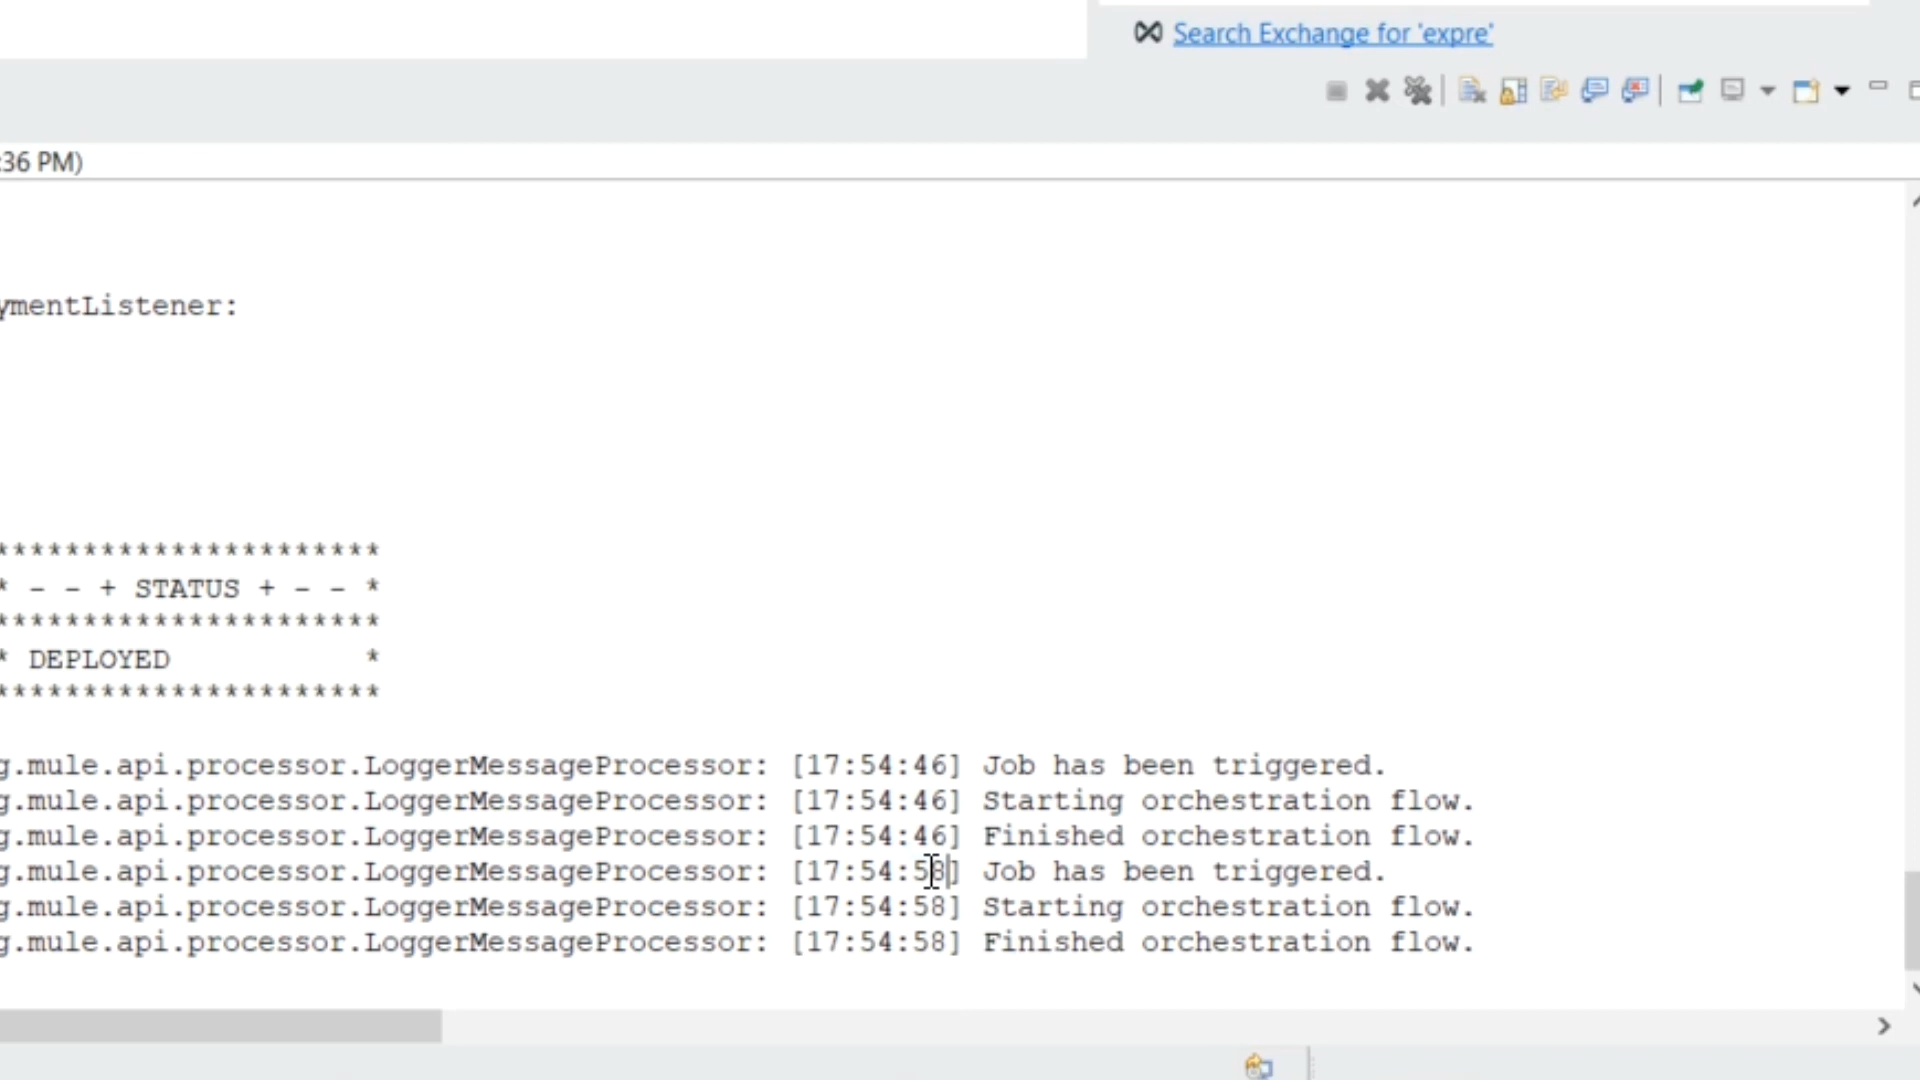 Search Exchange for 'expre'
:36 PM)
ymentListener:
**********************
* - - + STATUS + - - *
**********************
* DEPLOYED *
**********************
g.mule.api.processor.LoggerMessageProcessor: [17:54:46] Job has been triggered.
g.mule.api.processor.LoggerMessageProcessor: [17:54:46] Starting orchestration flow.
g.mule.api.processor.LoggerMessageProcessor: [17:54:46] Finished orchestration flow.
g.mule.api.processor.LoggerMessageProcessor: [17:54:58] Job has been triggered.
g.mule.api.processor.LoggerMessageProcessor: [17:54:58] Starting orchestration flow.
g.mule.api.processor.LoggerMessageProcessor: [17:54:58] Finished orchestration flow.